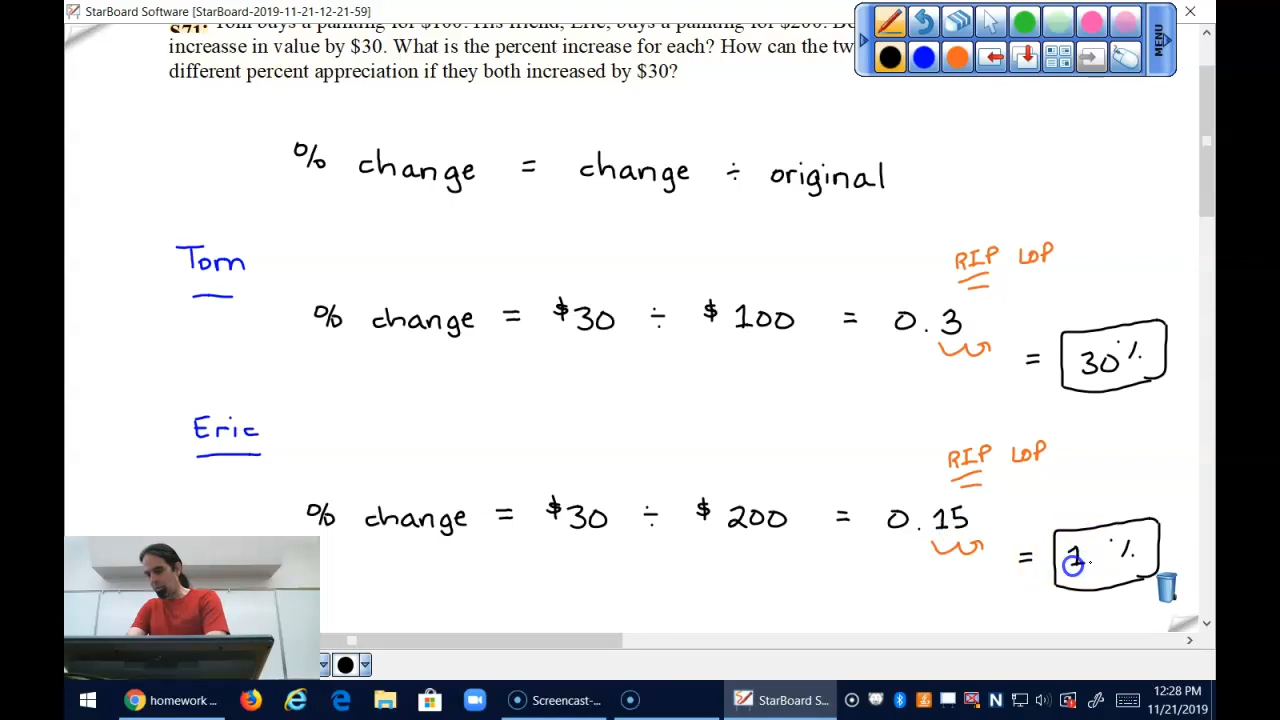 StarBoard Software [StarBoard-2019-11-21-12-21-59]
increasse in value by $30. What is the percent increase for each? How can the tw
different percent appreciation if they both increased by $30?
MENU
% change = change ÷ original
Tom
RIP LOP
% change = $30 ÷ $100 = 0.3
= 30%
Eric
RIP LOP
% change = $30 ÷ $200 = 0.15
= 1 %
homework ...
Screencast-...
StarBoard S...
12:28 PM
11/21/2019